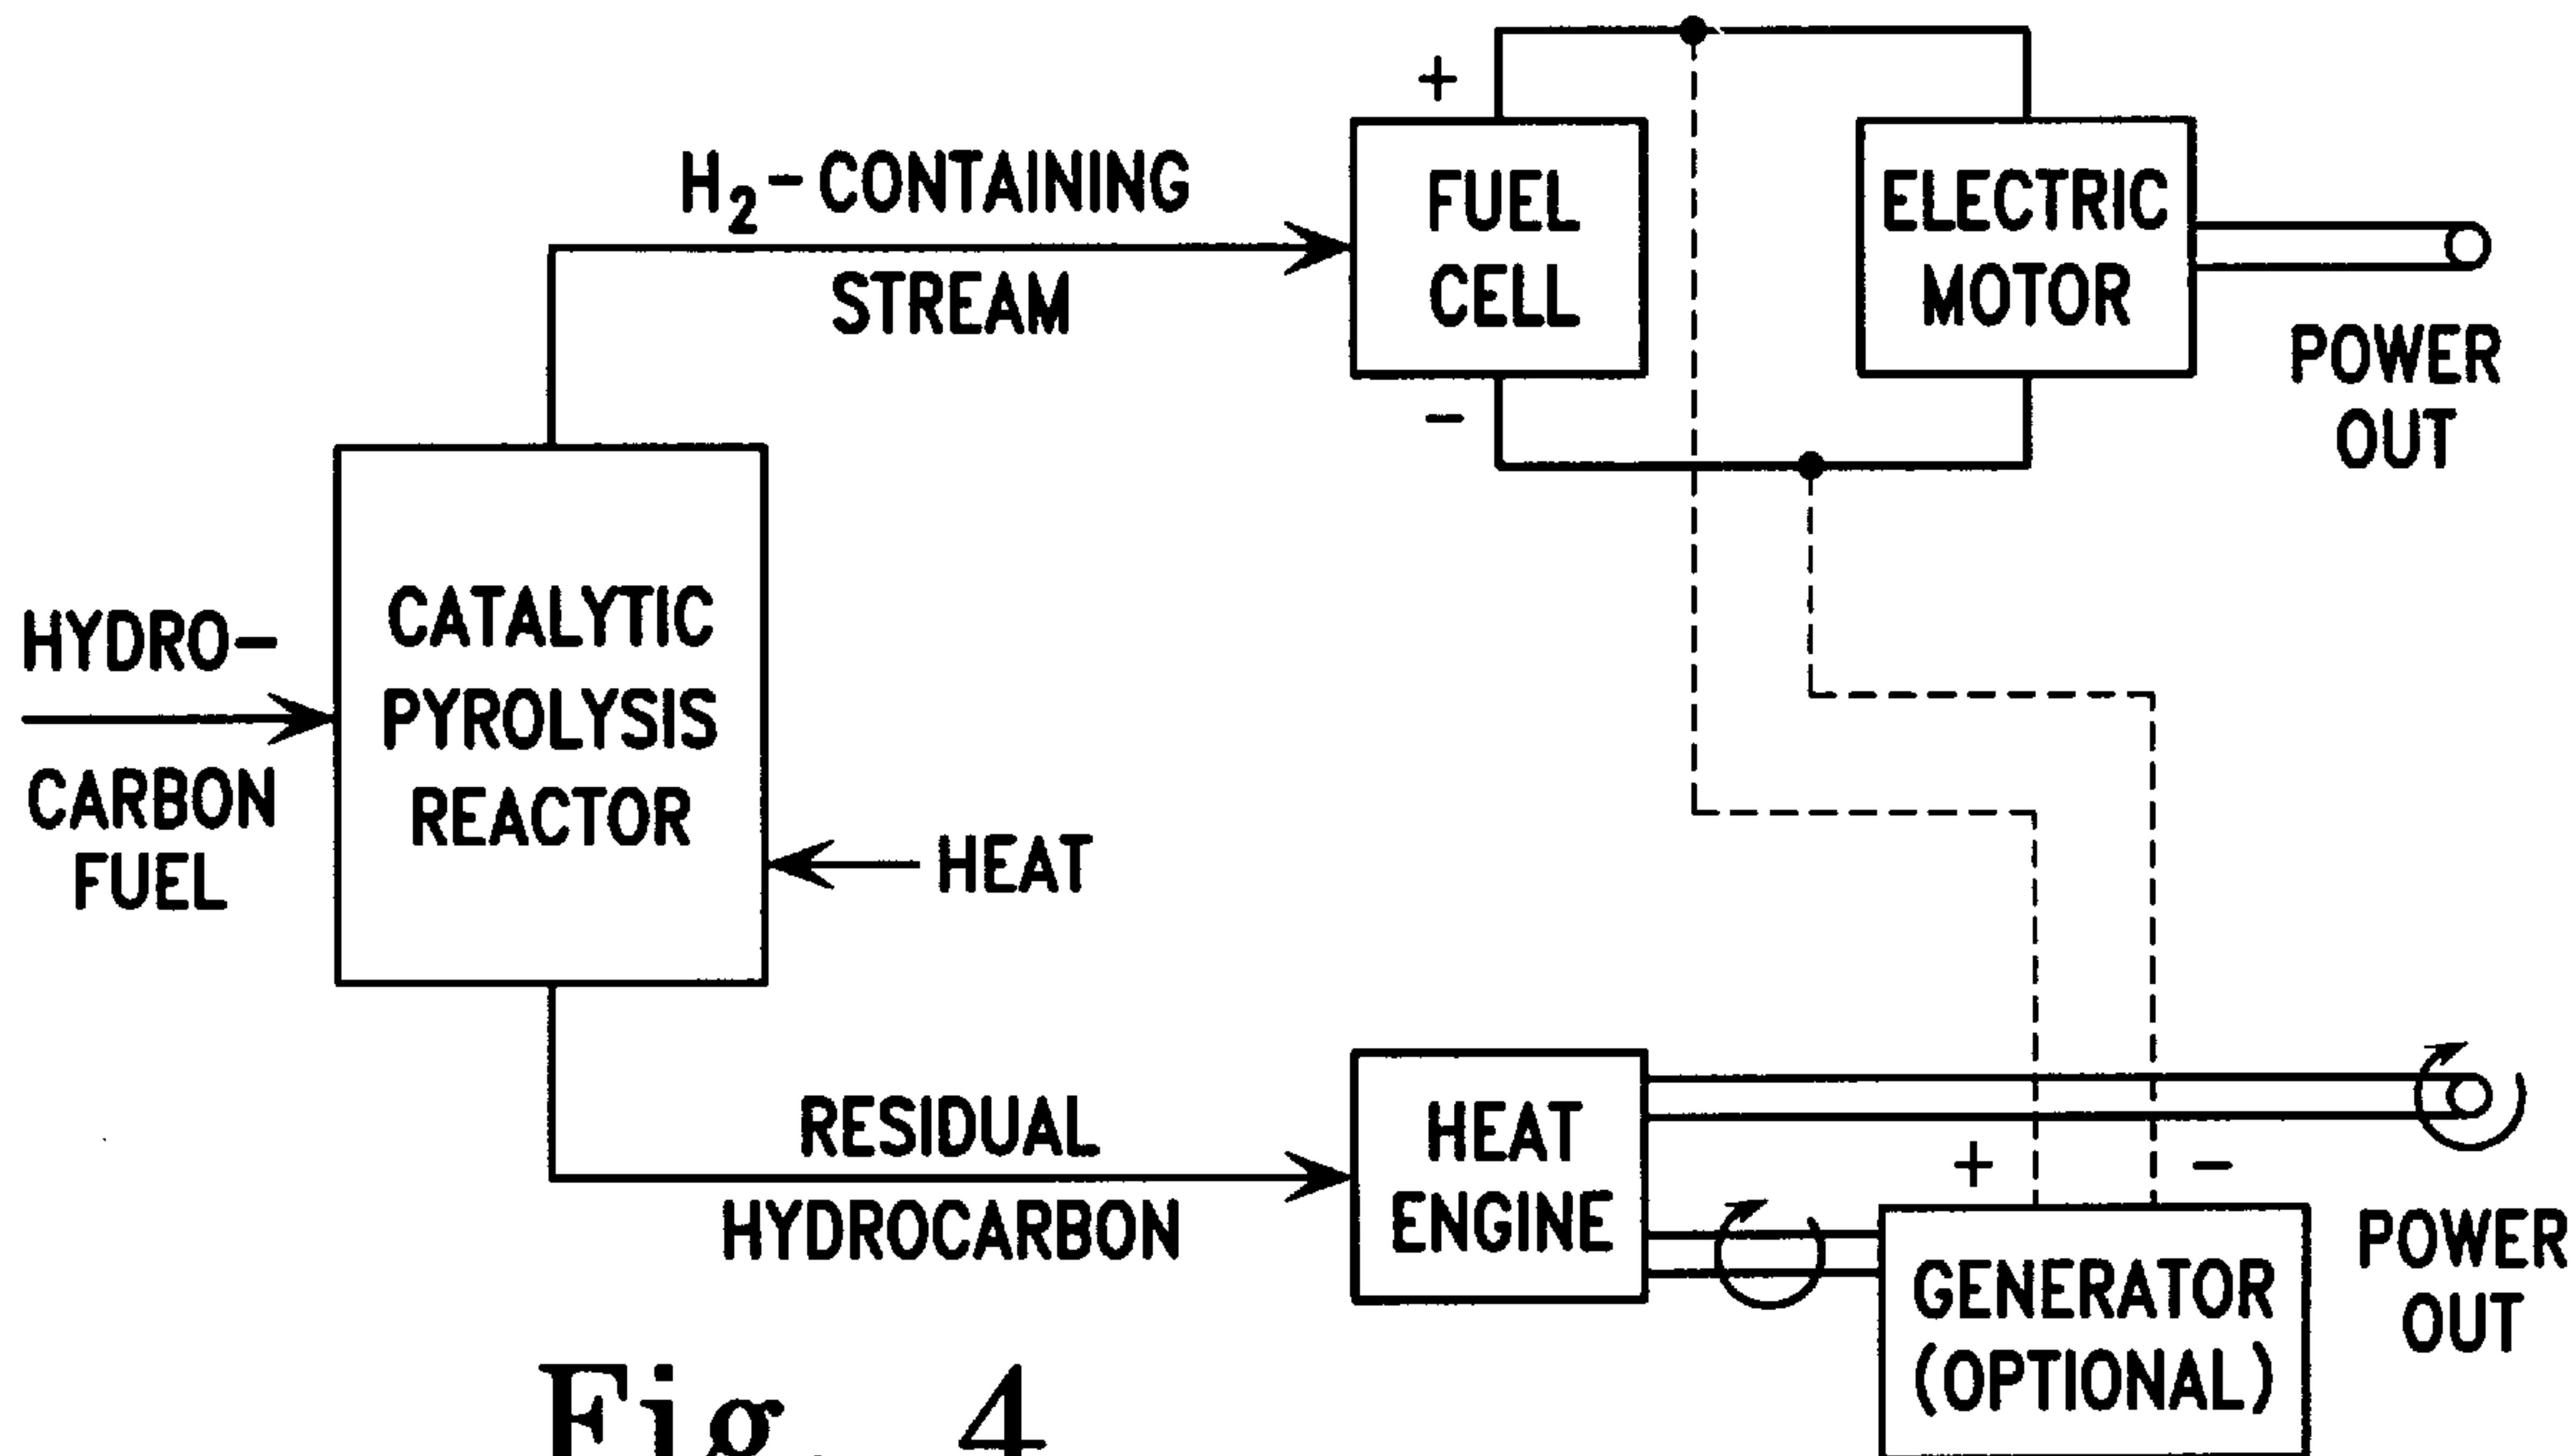 +
H₂-CONTAINING
STREAM
FUEL
CELL
-
ELECTRIC
MOTOR
POWER
OUT
HYDRO-
CARBON
FUEL
CATALYTIC
PYROLYSIS
REACTOR
HEAT
RESIDUAL
HYDROCARBON
HEAT
ENGINE
+ -
GENERATOR
(OPTIONAL)
POWER
OUT
Fig. 4